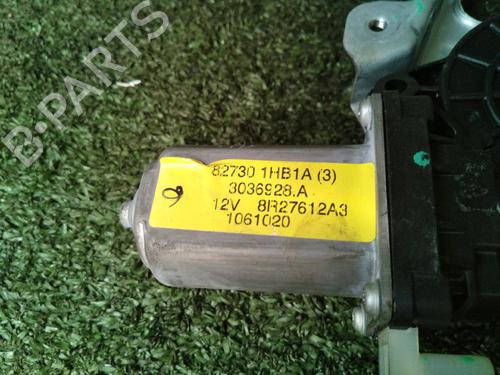 B-PARTS
82730 1HB1A (3)
3036928.A
12V 8R27612A3
1061020
9